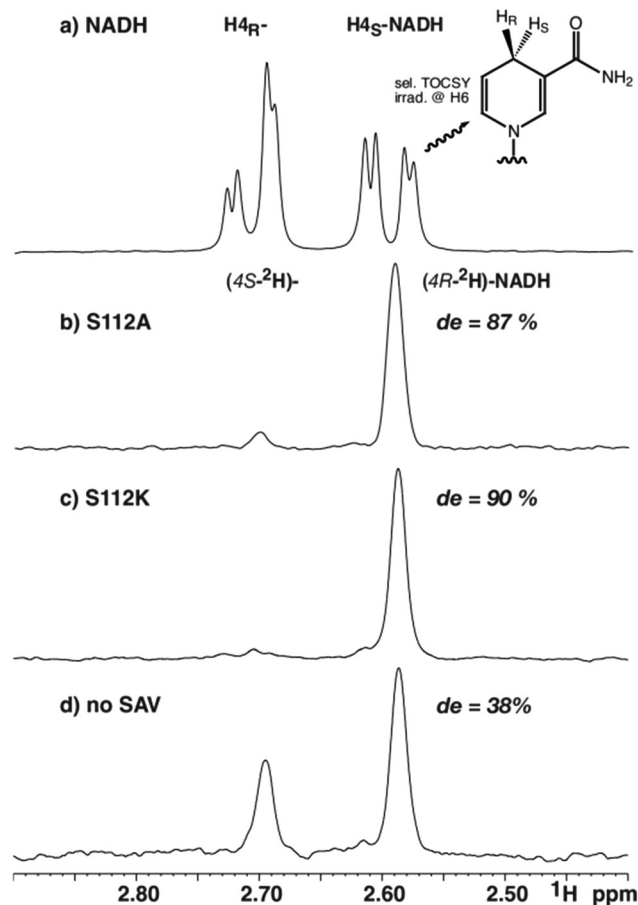 a) NADH H4R- H4S-NADH
HR HS O
sel. TOCSY
irrad. @ H6
NH2
N
(4S-2H)- (4R-2H)-NADH
b) S112A de = 87 %
c) S112K de = 90 %
d) no SAV de = 38%
2.80 2.70 2.60 2.50 1H ppm